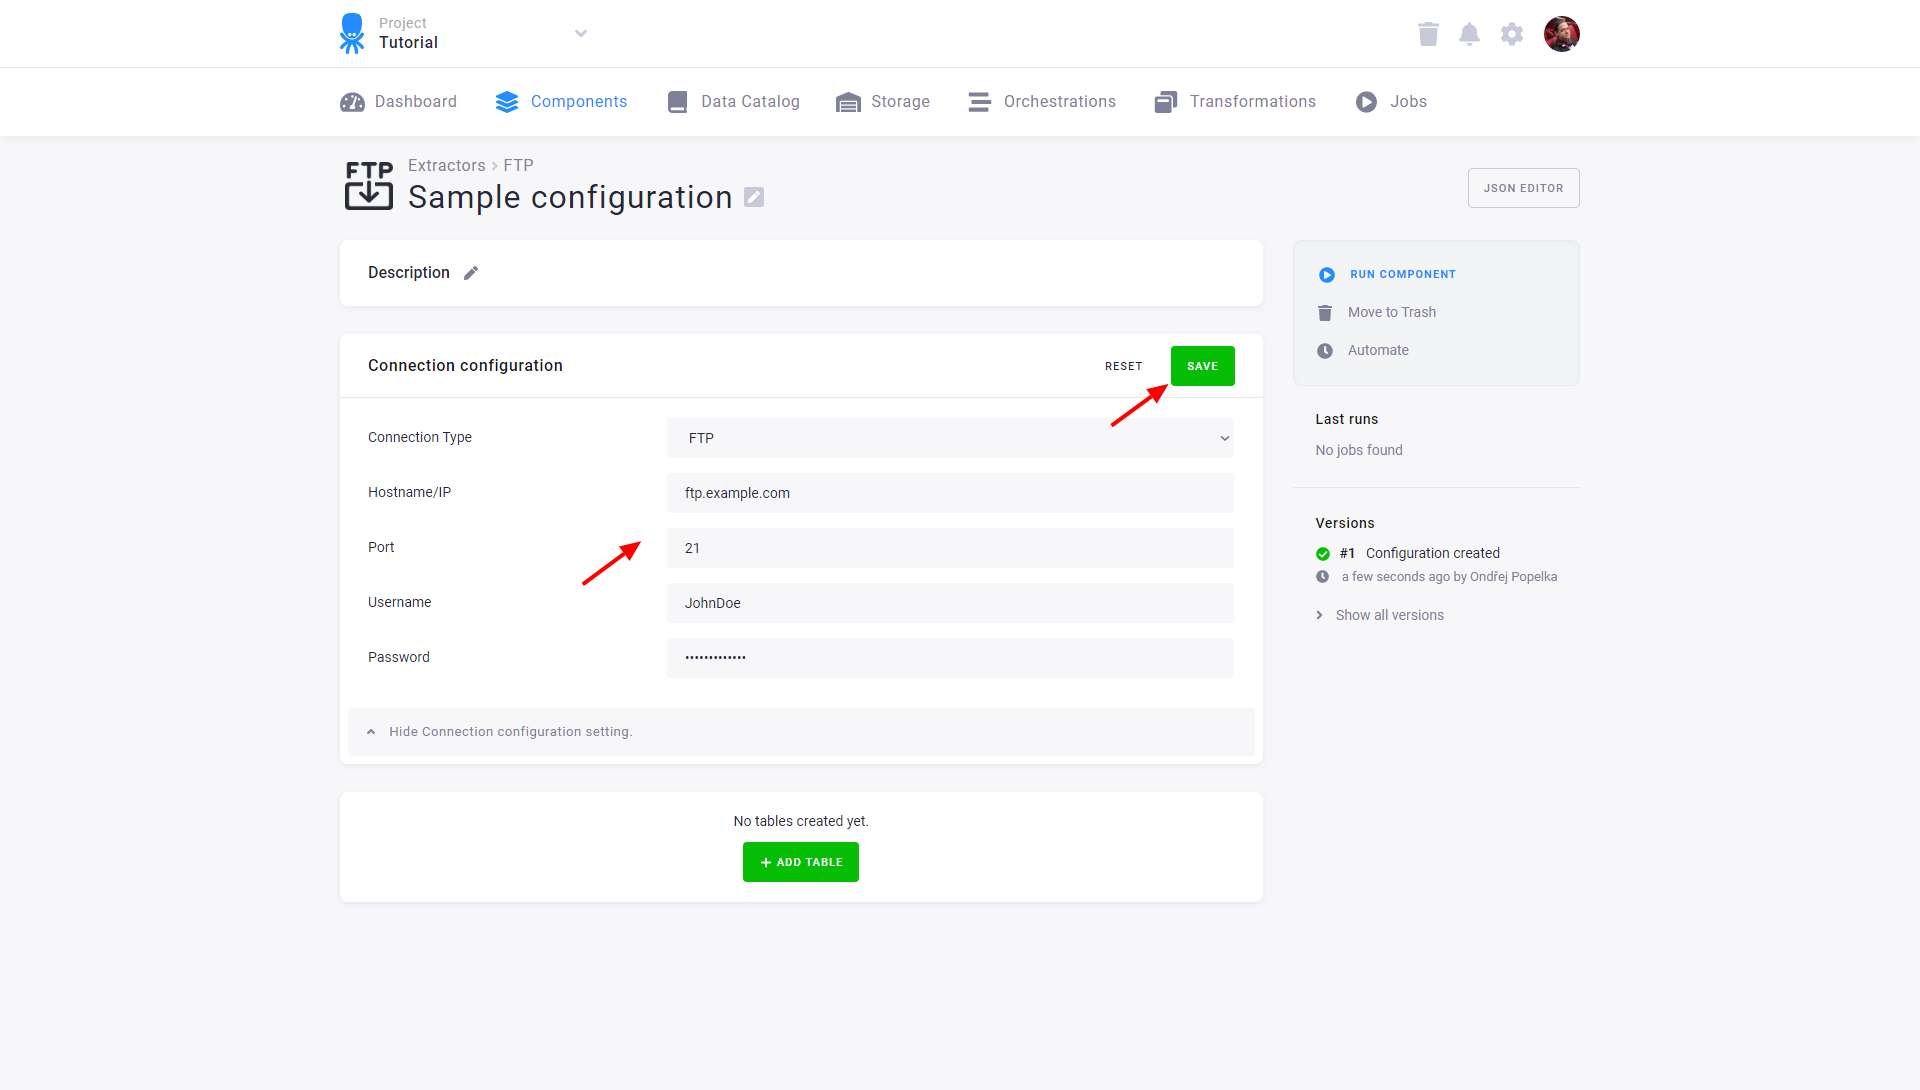 Project
Tutorial
Dashboard Components Data Catalog Storage Orchestrations Transformations Jobs
FTP
Extractors › FTP
Sample configuration
JSON EDITOR
Description
Connection configuration
RESET
SAVE
Connection Type
FTP
Hostname/IP
ftp.example.com
Port
21
Username
JohnDoe
Password
•••••••••••••
Hide Connection configuration setting.
No tables created yet.
+ ADD TABLE
RUN COMPONENT
Move to Trash
Automate
Last runs
No jobs found
Versions
#1 Configuration created
a few seconds ago by Ondřej Popelka
Show all versions